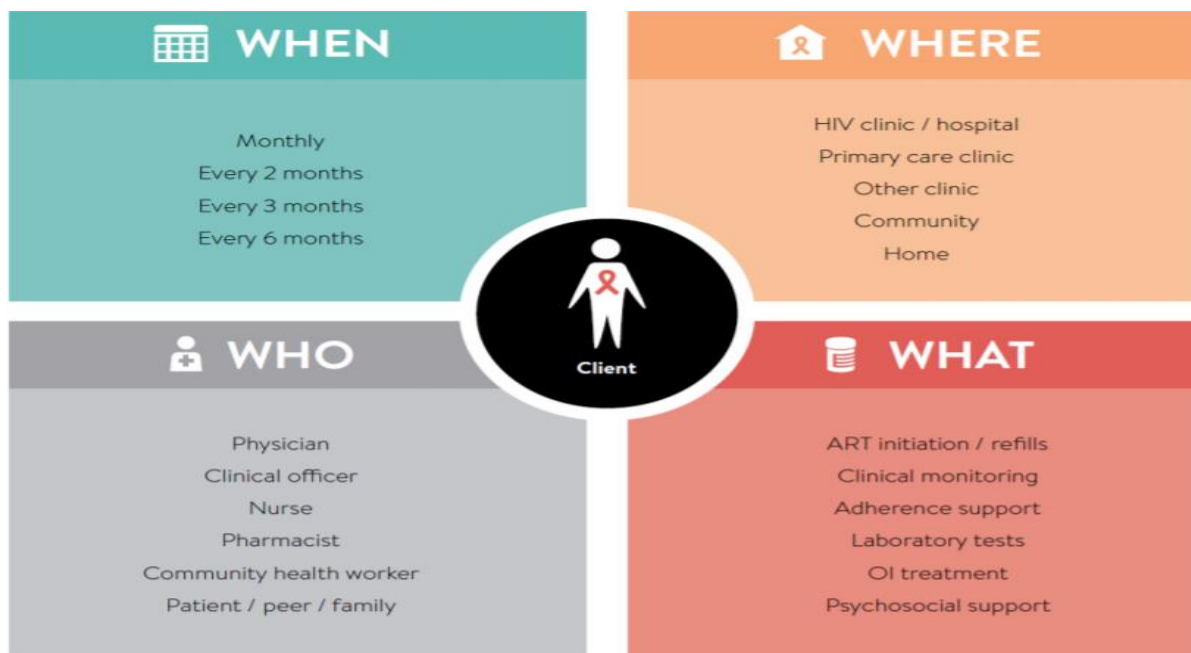 WHEN
Monthly
Every 2 months
Every 3 months
Every 6 months
WHERE
HIV clinic / hospital
Primary care clinic
Other clinic
Community
Home
Client
WHO
Physician
Clinical officer
Nurse
Pharmacist
Community health worker
Patient / peer / family
WHAT
ART initiation / refills
Clinical monitoring
Adherence support
Laboratory tests
OI treatment
Psychosocial support